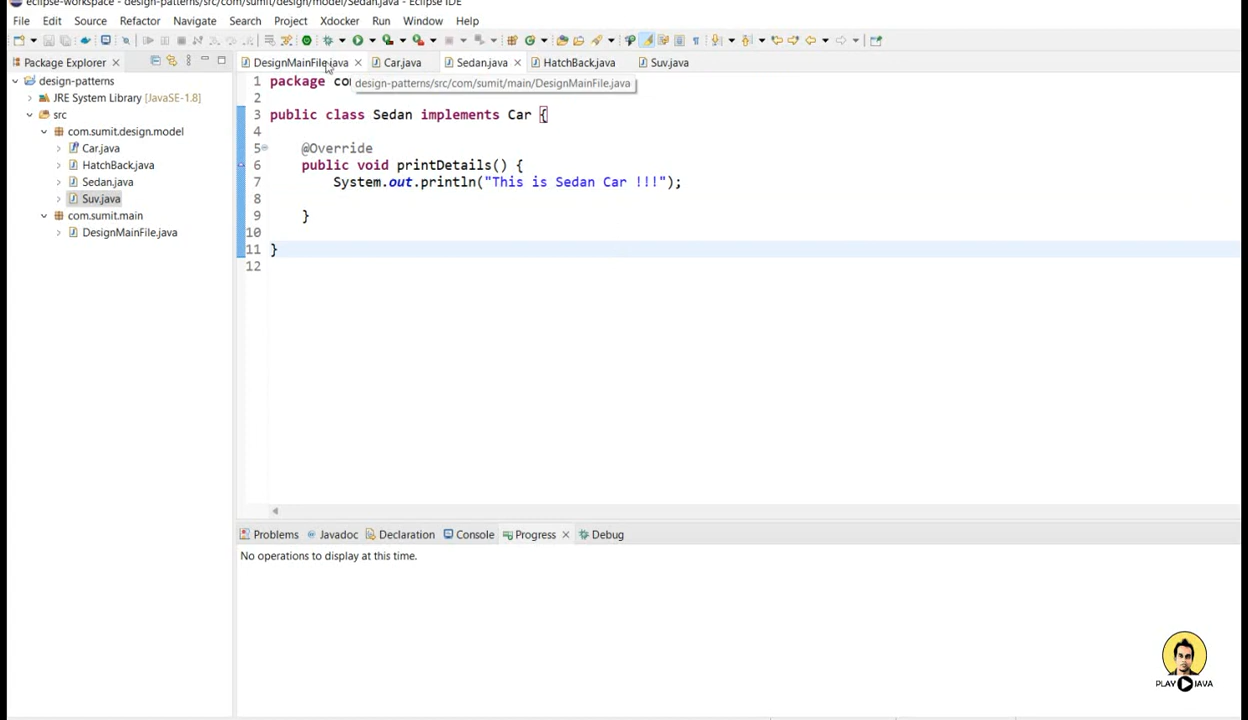 eclipse-workspace - design-patterns/src/com/sumit/design/model/Sedan.java - Eclipse IDE
File Edit Source Refactor Navigate Search Project Xdocker Run Window Help
Package Explorer
DesignMainFile.java Car.java Sedan.java HatchBack.java Suv.java
design-patterns
JRE System Library [JavaSE-1.8]
src
com.sumit.design.model
Car.java
HatchBack.java
Sedan.java
Suv.java
com.sumit.main
DesignMainFile.java
1 package
design-patterns/src/com/sumit/main/DesignMainFile.java
2
3 public class Sedan implements Car {
4
5 @Override
6 public void printDetails() {
7 System.out.println("This is Sedan Car !!!");
8
9 }
10
11 }
12
Problems Javadoc Declaration Console Progress Debug
No operations to display at this time.
PLAY JAVA